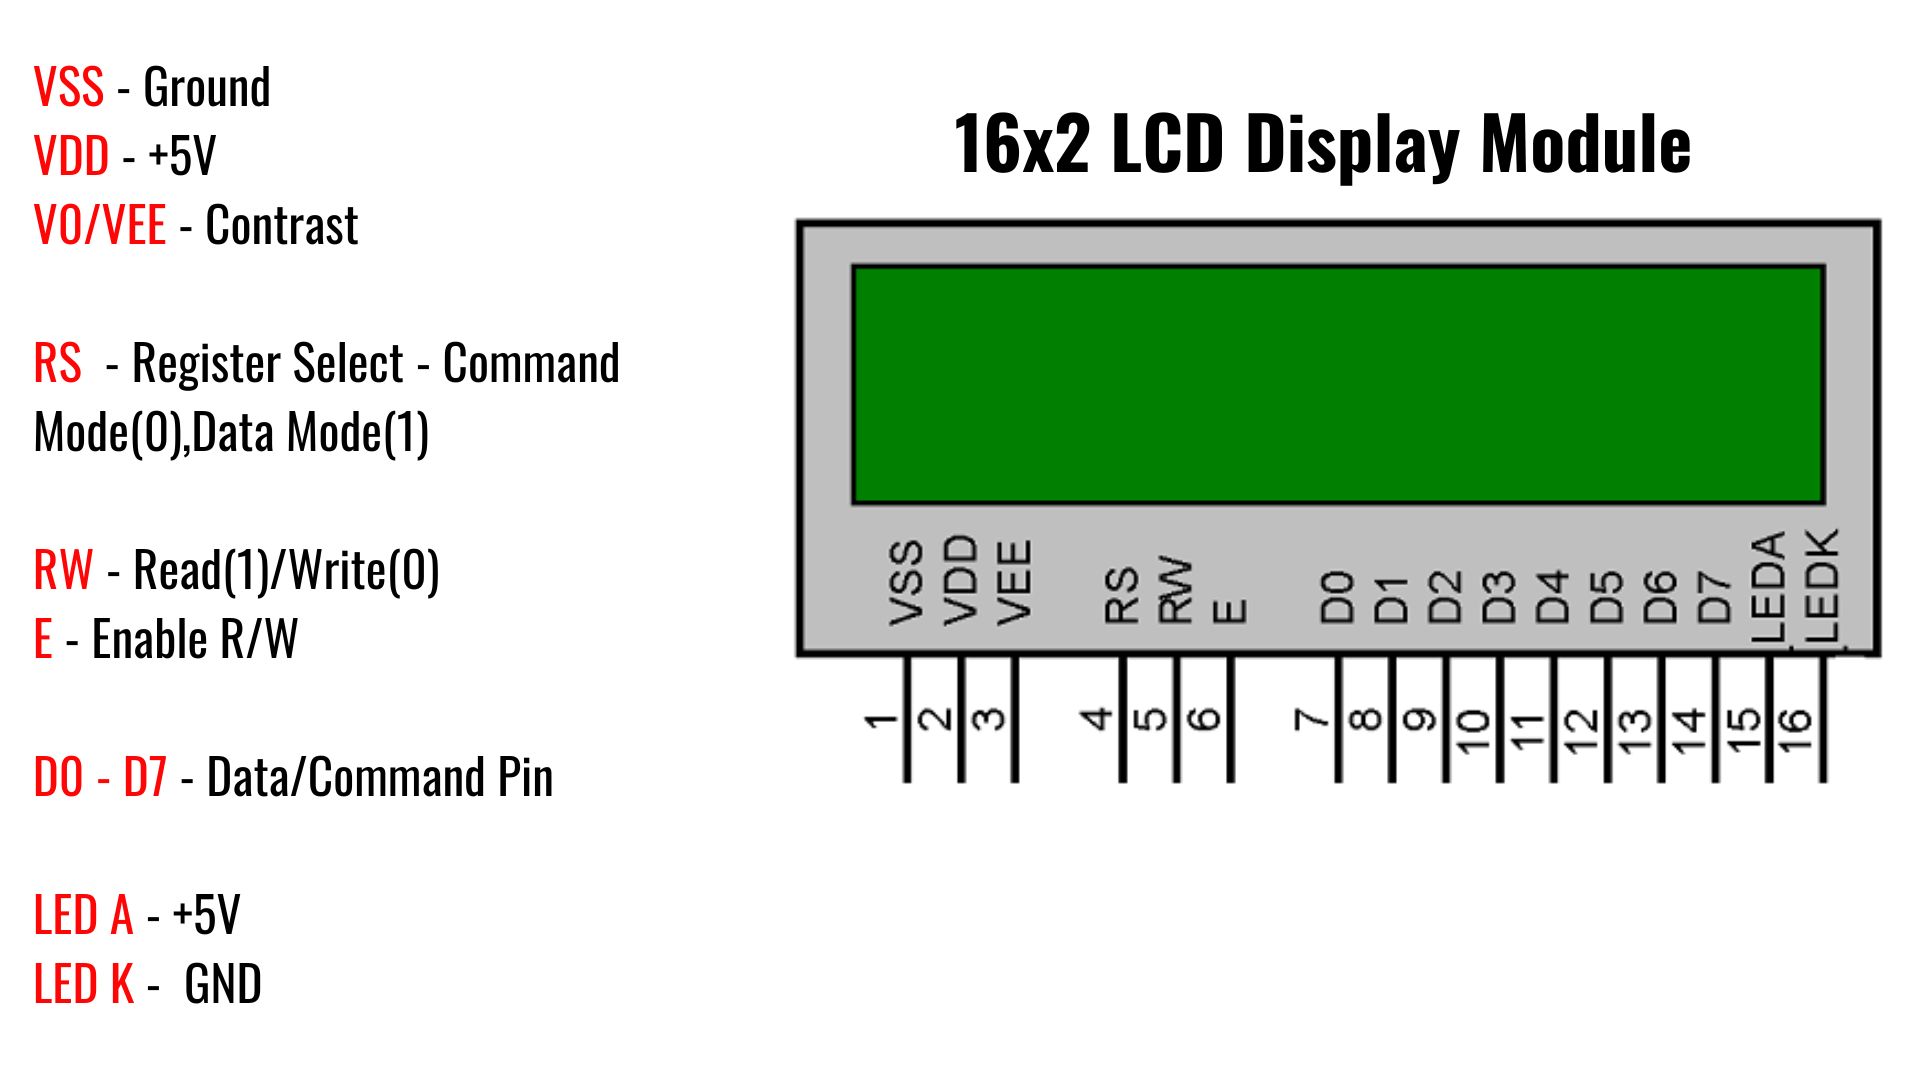 VSS - Ground
VDD - +5V
VO/VEE - Contrast
RS - Register Select - Command
Mode(0),Data Mode(1)
RW - Read(1)/Write(0)
E - Enable R/W
D0 - D7 - Data/Command Pin
LED A - +5V
LED K - GND
16x2 LCD Display Module
VSS
VDD
VEE
RS
RW
E
D0
D1
D2
D3
D4
D5
D6
D7
LEDA
LEDK
1
2
3
4
5
6
7
8
9
10
11
12
13
14
15
16